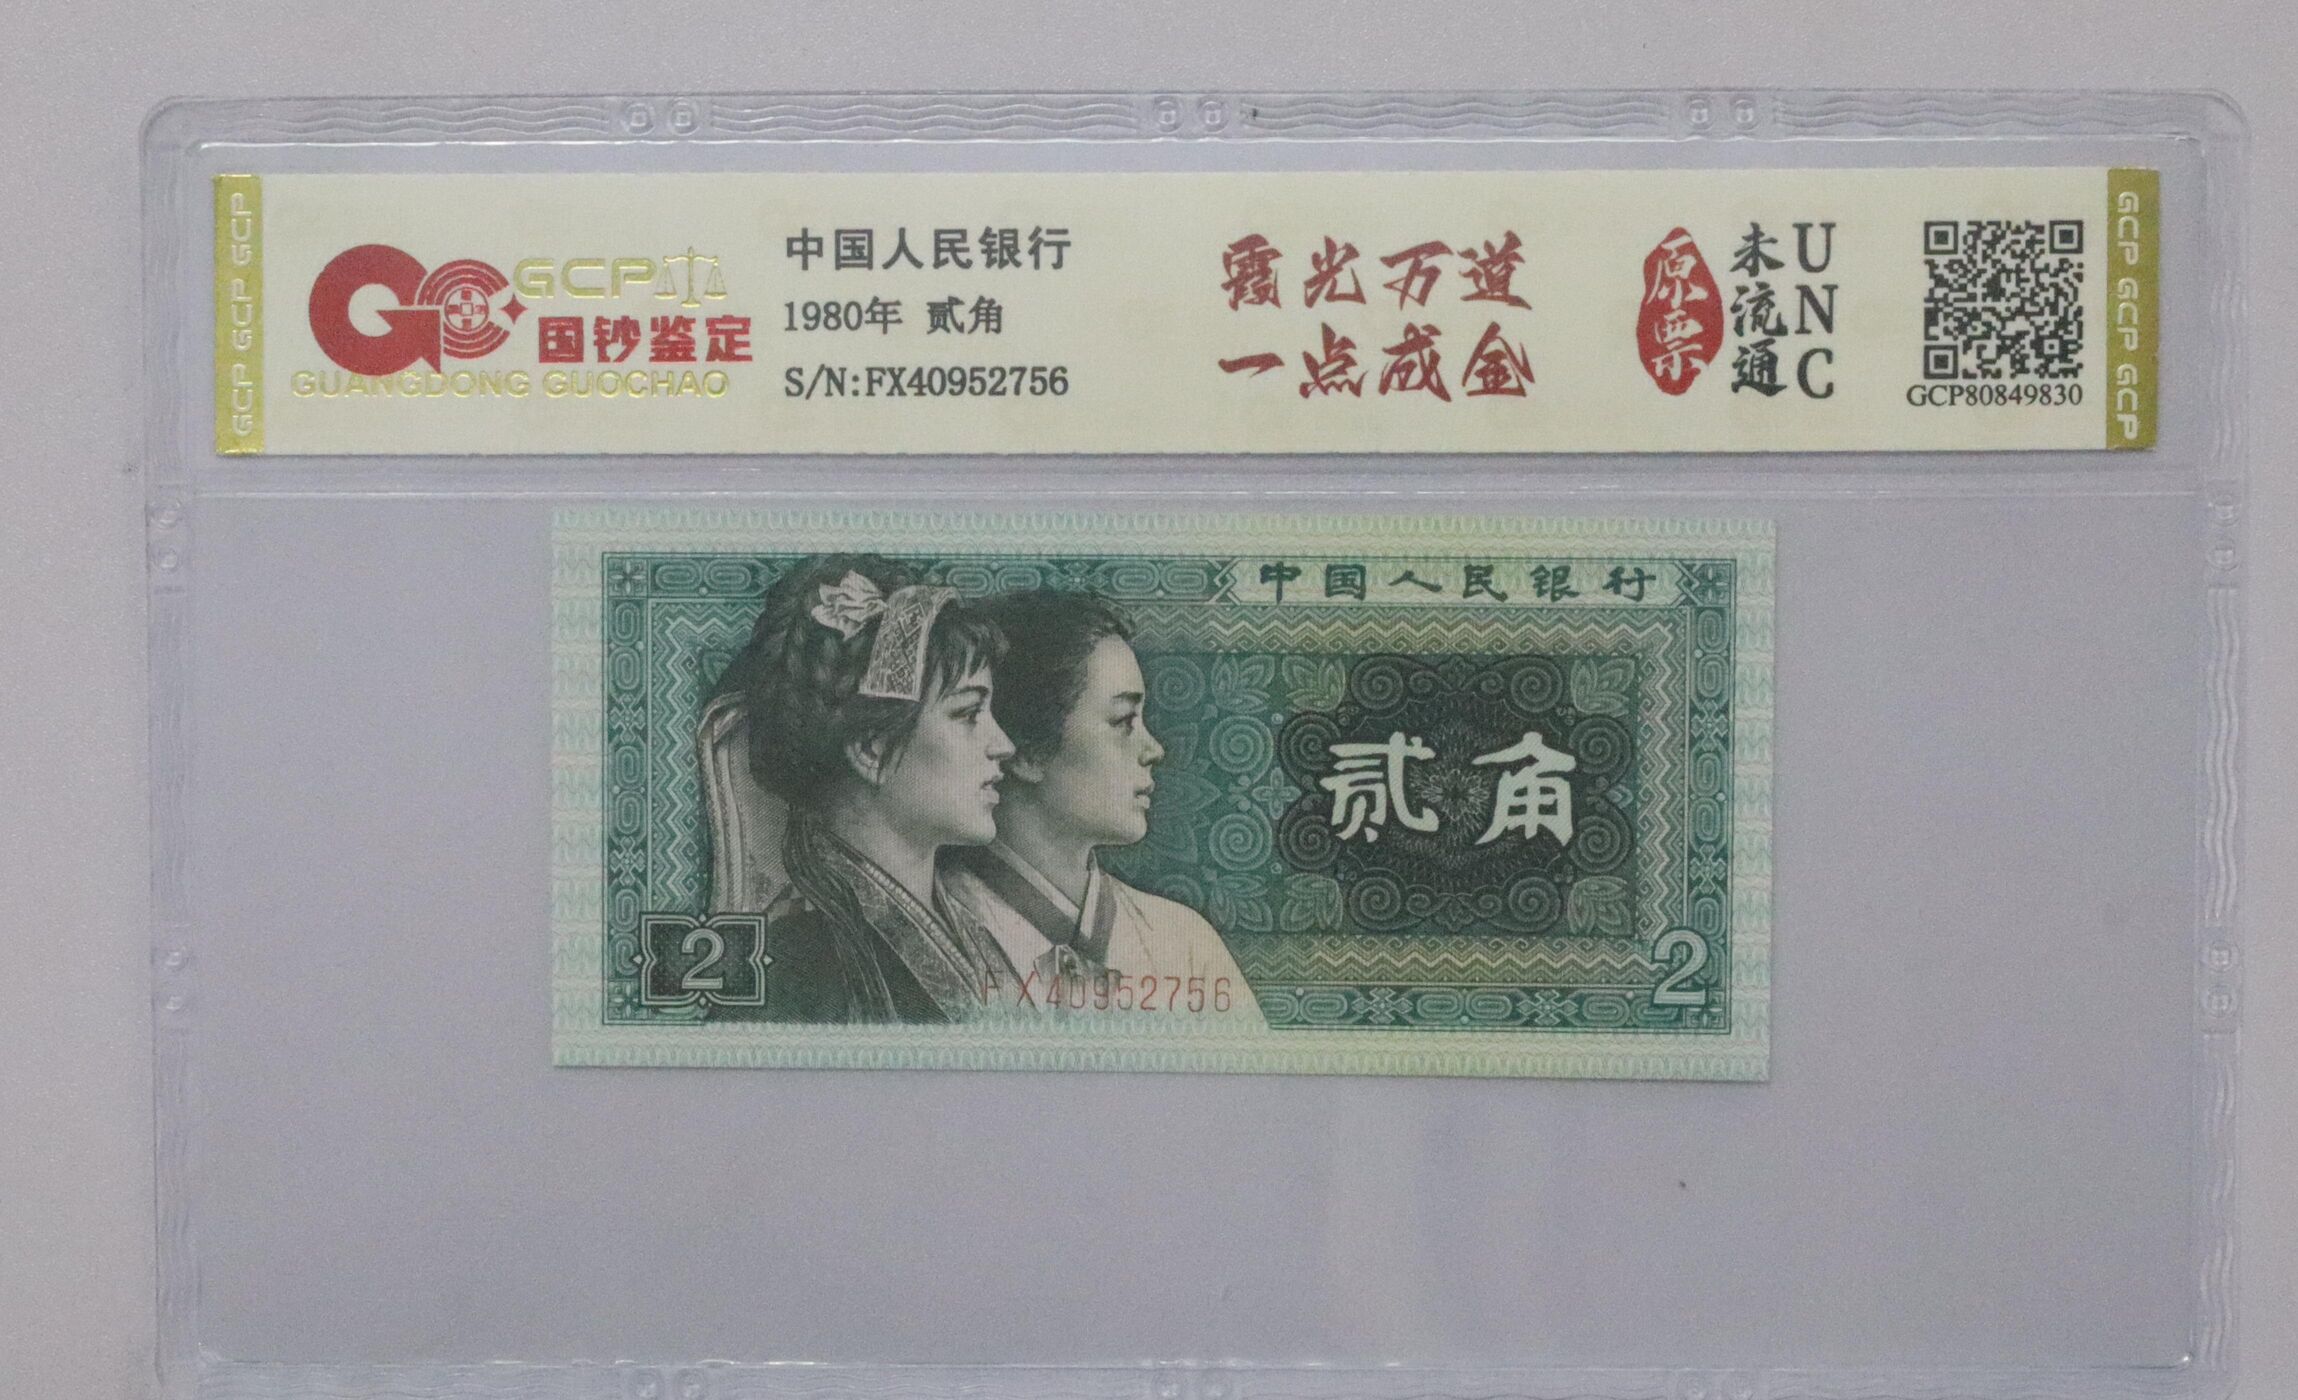 GCP GCP GCP
GCP
国钞鉴定
GUANGDONG GUOCHAO
中国人民银行
1980年 贰角
S/N:FX40952756
霞光万道
一点成金
原票
未流通
UNC
GCP80849830
GCP GCP GCP
中国人民银行
贰角
2
FX40952756
2